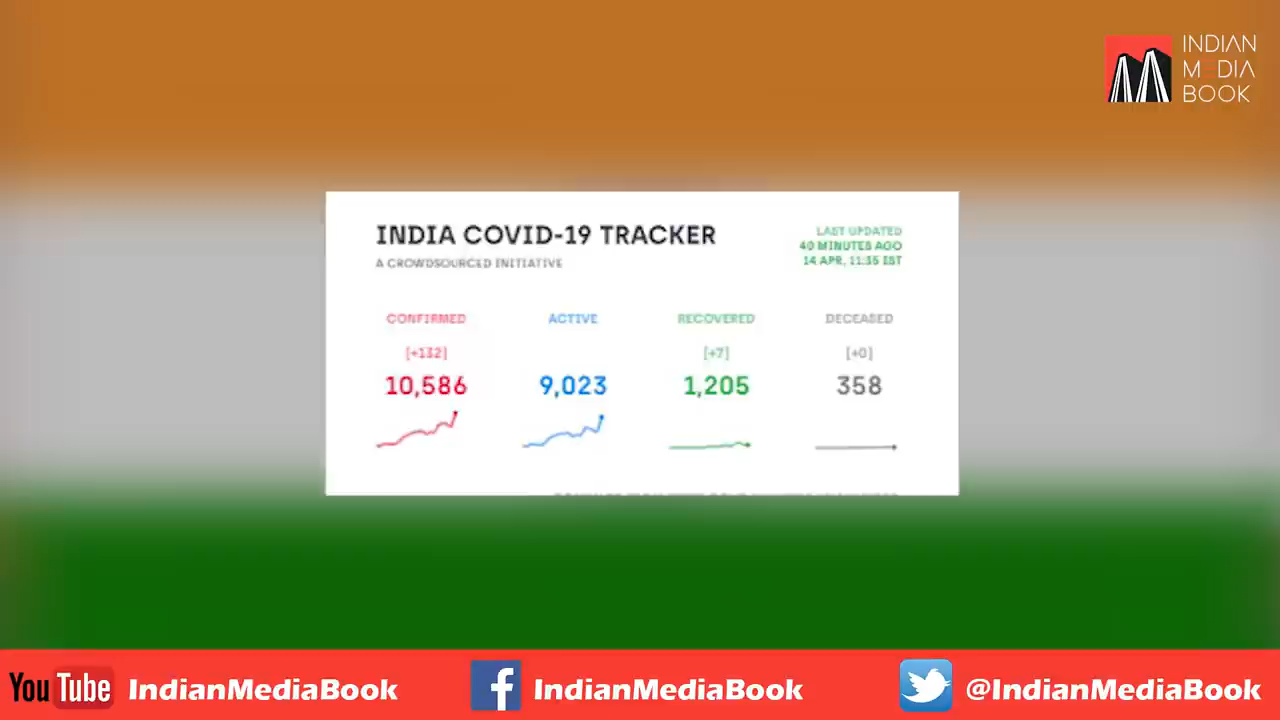 INDIAN
MEDIA
BOOK
INDIA COVID-19 TRACKER
A CROWDSOURCED INITIATIVE
LAST UPDATED
40 MINUTES AGO
14 APR, 11:35 IST
CONFIRMED
ACTIVE
RECOVERED
DECEASED
[+132]
[+7]
[+0]
10,586
9,023
1,205
358
YouTube IndianMediaBook
f IndianMediaBook
@IndianMediaBook